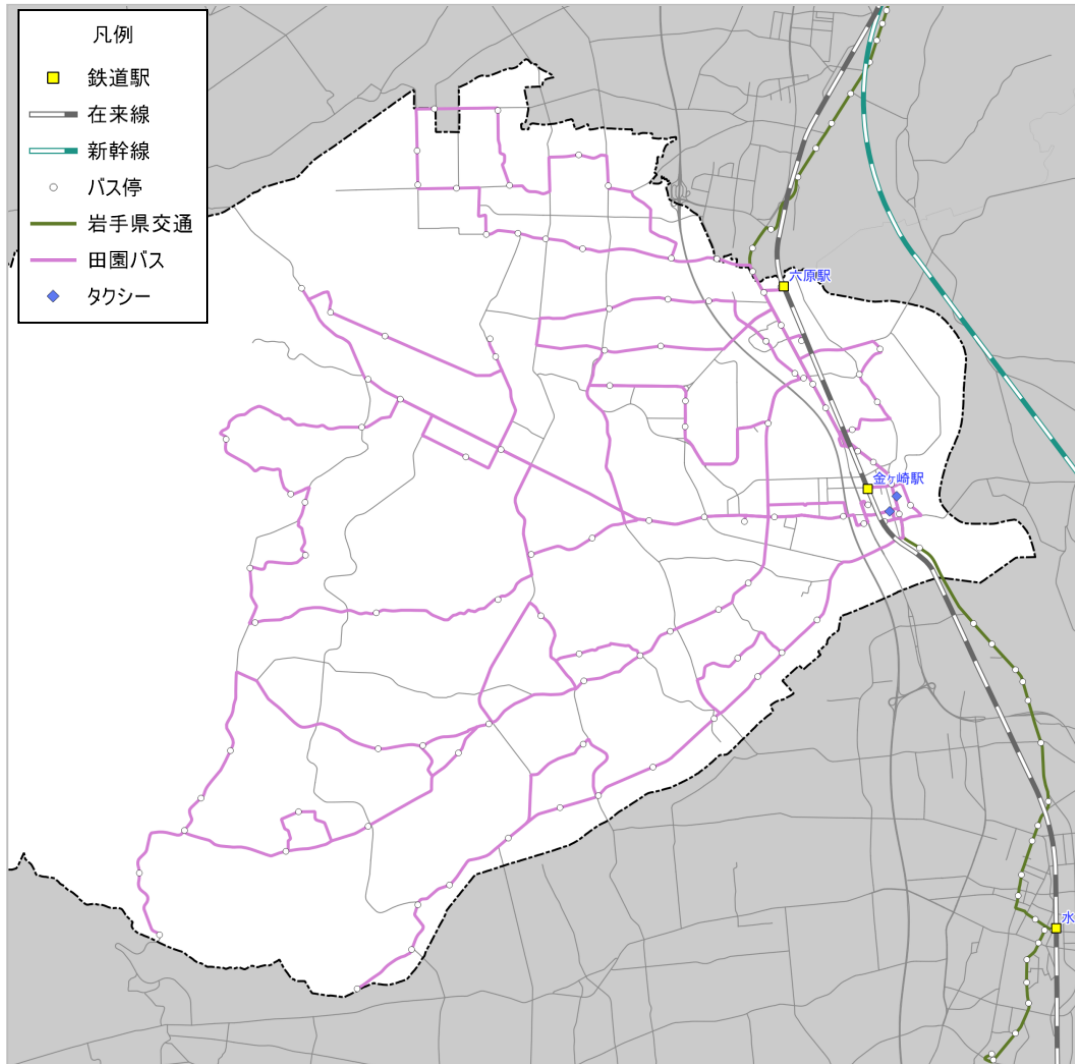 凡例
鉄道駅
在来線
新幹線
バス停
岩手県交通
田園バス
タクシー
六原駅
金ヶ崎駅
水